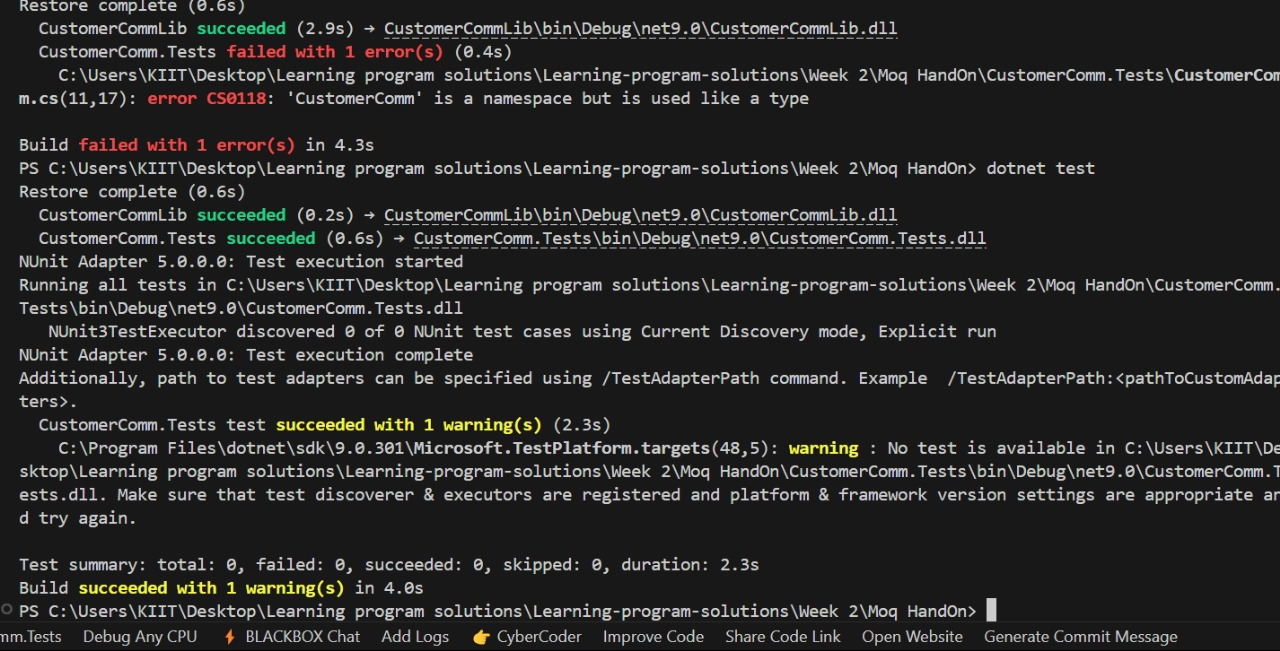 Restore complete (0.6s)
CustomerCommLib succeeded (2.9s) → CustomerCommLib\bin\Debug\net9.0\CustomerCommLib.dll
CustomerComm.Tests failed with 1 error(s) (0.4s)
C:\Users\KIIT\Desktop\Learning program solutions\Learning-program-solutions\Week 2\Moq HandOn\CustomerComm.Tests\CustomerCom
m.cs(11,17): error CS0118: 'CustomerComm' is a namespace but is used like a type
Build failed with 1 error(s) in 4.3s
PS C:\Users\KIIT\Desktop\Learning program solutions\Learning-program-solutions\Week 2\Moq HandOn> dotnet test
Restore complete (0.6s)
CustomerCommLib succeeded (0.2s) → CustomerCommLib\bin\Debug\net9.0\CustomerCommLib.dll
CustomerComm.Tests succeeded (0.6s) → CustomerComm.Tests\bin\Debug\net9.0\CustomerComm.Tests.dll
NUnit Adapter 5.0.0.0: Test execution started
Running all tests in C:\Users\KIIT\Desktop\Learning program solutions\Learning-program-solutions\Week 2\Moq HandOn\CustomerComm.
Tests\bin\Debug\net9.0\CustomerComm.Tests.dll
NUnit3TestExecutor discovered 0 of 0 NUnit test cases using Current Discovery mode, Explicit run
NUnit Adapter 5.0.0.0: Test execution complete
Additionally, path to test adapters can be specified using /TestAdapterPath command. Example  /TestAdapterPath:<pathToCustomAdap
ters>.
CustomerComm.Tests test succeeded with 1 warning(s) (2.3s)
C:\Program Files\dotnet\sdk\9.0.301\Microsoft.TestPlatform.targets(48,5): warning : No test is available in C:\Users\KIIT\De
sktop\Learning program solutions\Learning-program-solutions\Week 2\Moq HandOn\CustomerComm.Tests\bin\Debug\net9.0\CustomerComm.T
ests.dll. Make sure that test discoverer & executors are registered and platform & framework version settings are appropriate an
d try again.
Test summary: total: 0, failed: 0, succeeded: 0, skipped: 0, duration: 2.3s
Build succeeded with 1 warning(s) in 4.0s
PS C:\Users\KIIT\Desktop\Learning program solutions\Learning-program-solutions\Week 2\Moq HandOn>
mm.Tests Debug Any CPU BLACKBOX Chat Add Logs 👉 CyberCoder Improve Code Share Code Link Open Website Generate Commit Message